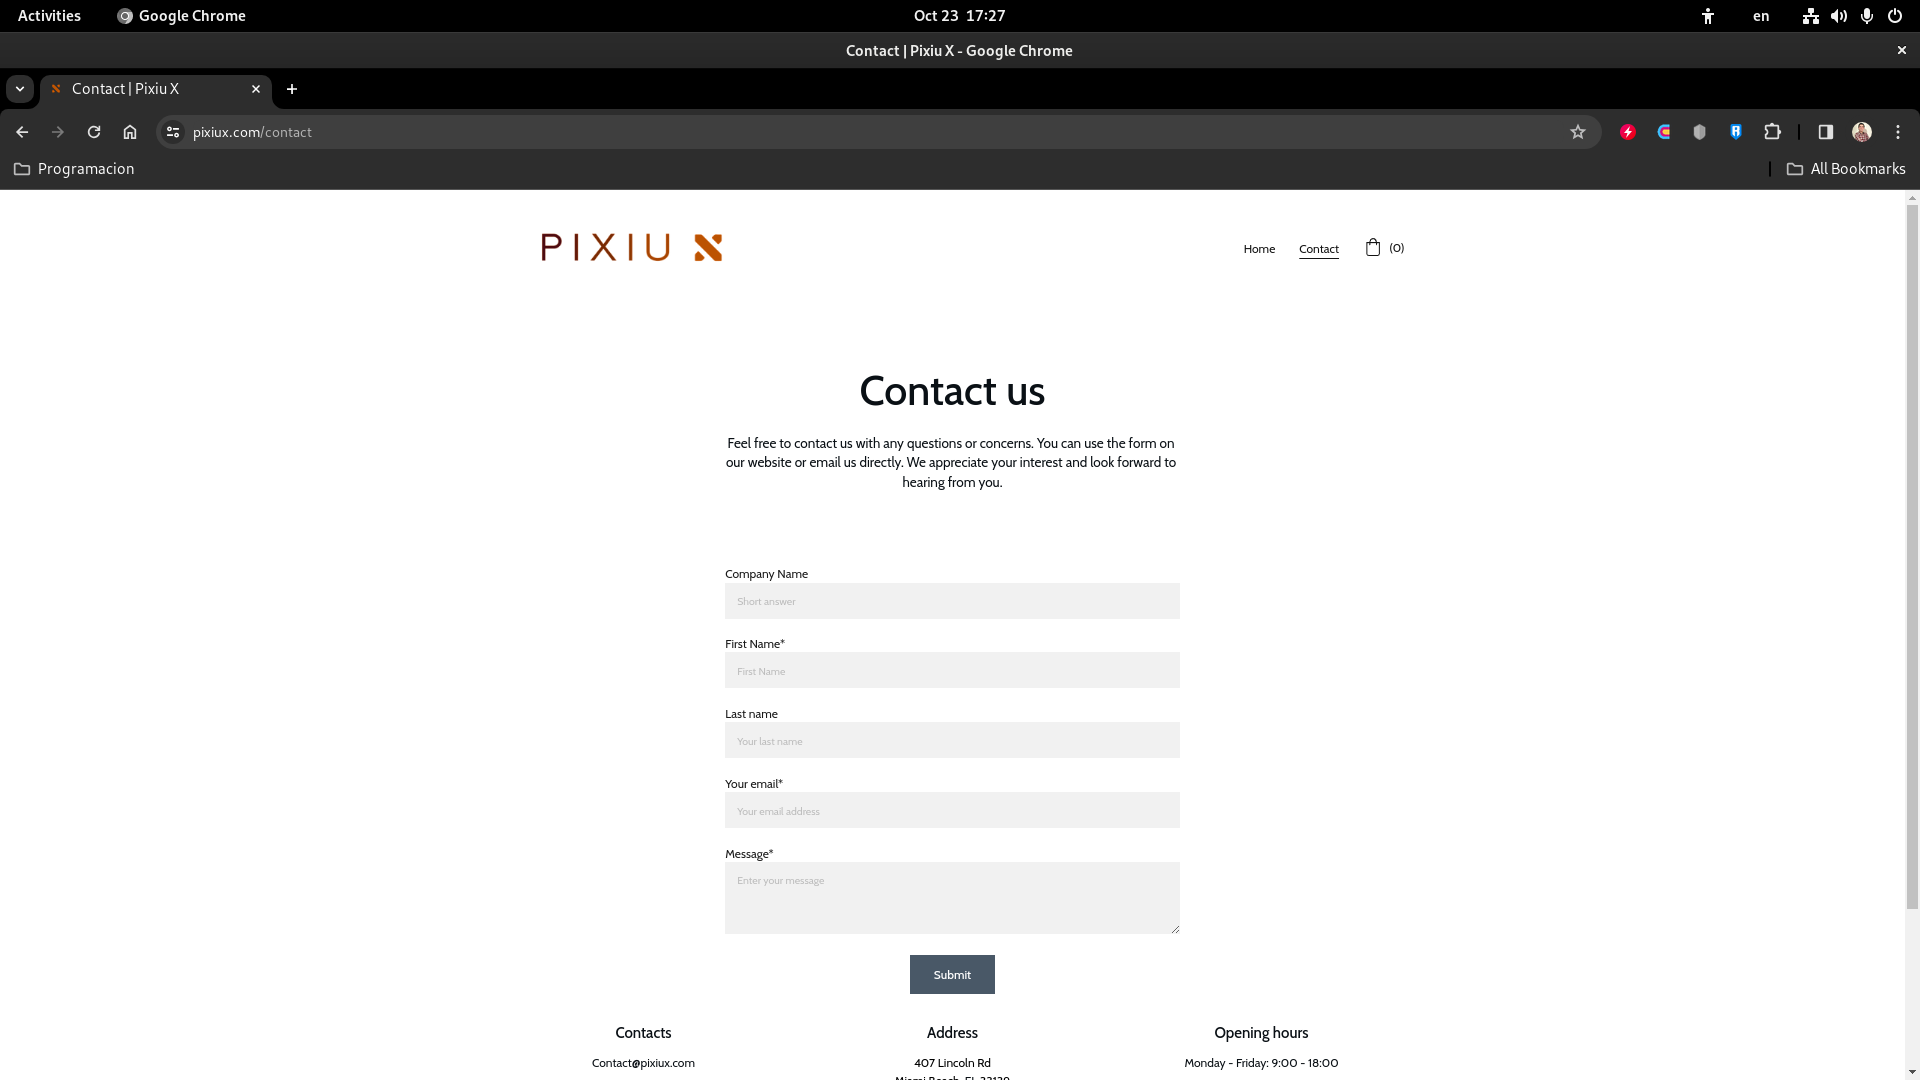 Activities
Google Chrome
Oct 23 17:27
en
Contact | Pixiu X - Google Chrome
Contact | Pixiu X
pixiux.com/contact
Programacion
All Bookmarks
PIXIU X
Home
Contact
(0)
Contact us
Feel free to contact us with any questions or concerns. You can use the form on
our website or email us directly. We appreciate your interest and look forward to
hearing from you.
Company Name
Short answer
First Name*
First Name
Last name
Your last name
Your email*
Your email address
Message*
Enter your message
Submit
Contacts
Contact@pixiux.com
Address
407 Lincoln Rd
Miami Beach, FL 33139
Opening hours
Monday - Friday: 9:00 - 18:00